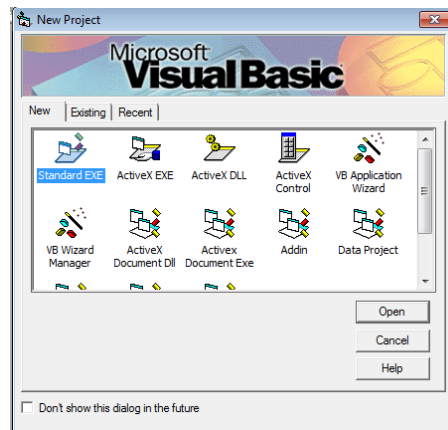 New Project
Microsoft
Visual Basic
New Existing Recent
Standard EXE ActiveX EXE ActiveX DLL ActiveX Control VB Application Wizard
VB Wizard Manager ActiveX Document Dll Activex Document Exe Addin Data Project
Open
Cancel
Help
Don't show this dialog in the future